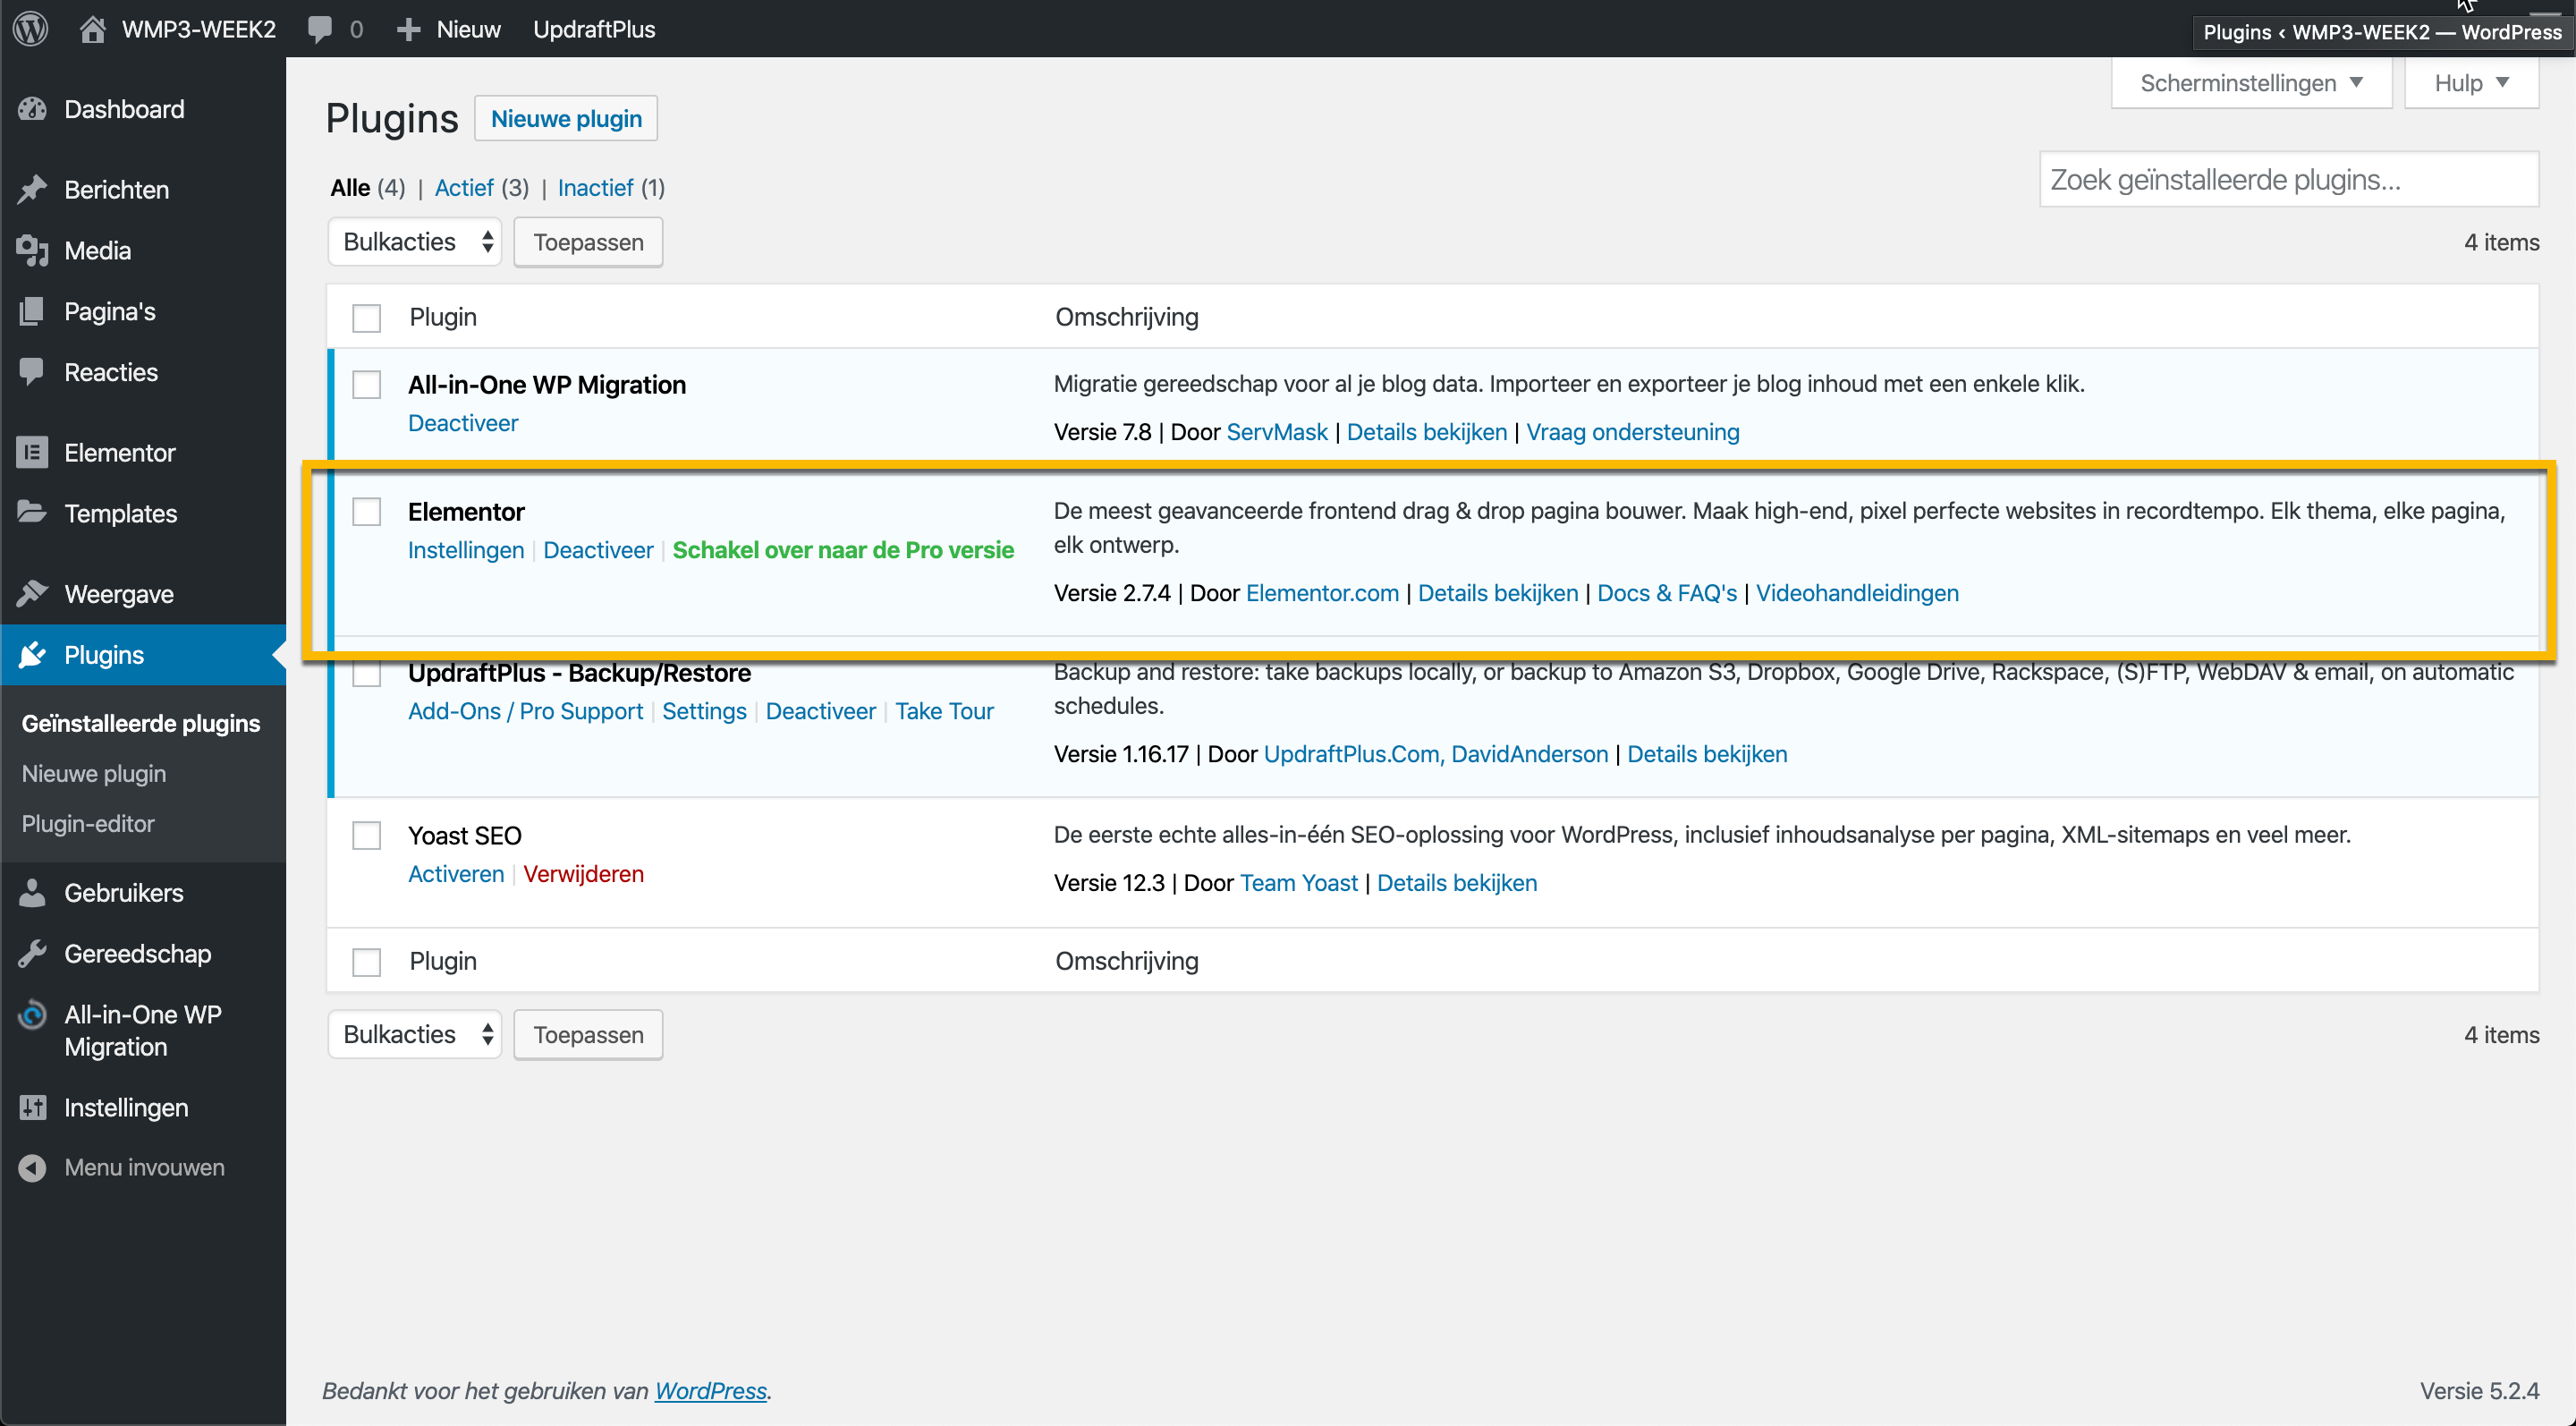 WMP3-WEEK2 0 Nieuw UpdraftPlus
Plugins ‹ WMP3-WEEK2 — WordPress
Dashboard
Berichten
Media
Pagina's
Reacties
Elementor
Templates
Weergave
Plugins
Geïnstalleerde plugins
Nieuwe plugin
Plugin-editor
Gebruikers
Gereedschap
All-in-One WP
Migration
Instellingen
Menu invouwen
Scherminstellingen Hulp
Plugins Nieuwe plugin
Alle (4) | Actief (3) | Inactief (1)
Zoek geïnstalleerde plugins...
Bulkacties Toepassen
4 items
Plugin Omschrijving
All-in-One WP Migration
Deactiveer
Migratie gereedschap voor al je blog data. Importeer en exporteer je blog inhoud met een enkele klik.
Versie 7.8 | Door ServMask | Details bekijken | Vraag ondersteuning
Elementor
Instellingen | Deactiveer | Schakel over naar de Pro versie
De meest geavanceerde frontend drag & drop pagina bouwer. Maak high-end, pixel perfecte websites in recordtempo. Elk thema, elke pagina,
elk ontwerp.
Versie 2.7.4 | Door Elementor.com | Details bekijken | Docs & FAQ's | Videohandleidingen
UpdraftPlus - Backup/Restore
Add-Ons / Pro Support | Settings | Deactiveer | Take Tour
Backup and restore: take backups locally, or backup to Amazon S3, Dropbox, Google Drive, Rackspace, (S)FTP, WebDAV & email, on automatic
schedules.
Versie 1.16.17 | Door UpdraftPlus.Com, DavidAnderson | Details bekijken
Yoast SEO
Activeren | Verwijderen
De eerste echte alles-in-één SEO-oplossing voor WordPress, inclusief inhoudsanalyse per pagina, XML-sitemaps en veel meer.
Versie 12.3 | Door Team Yoast | Details bekijken
Plugin Omschrijving
Bulkacties Toepassen
4 items
Bedankt voor het gebruiken van WordPress.
Versie 5.2.4